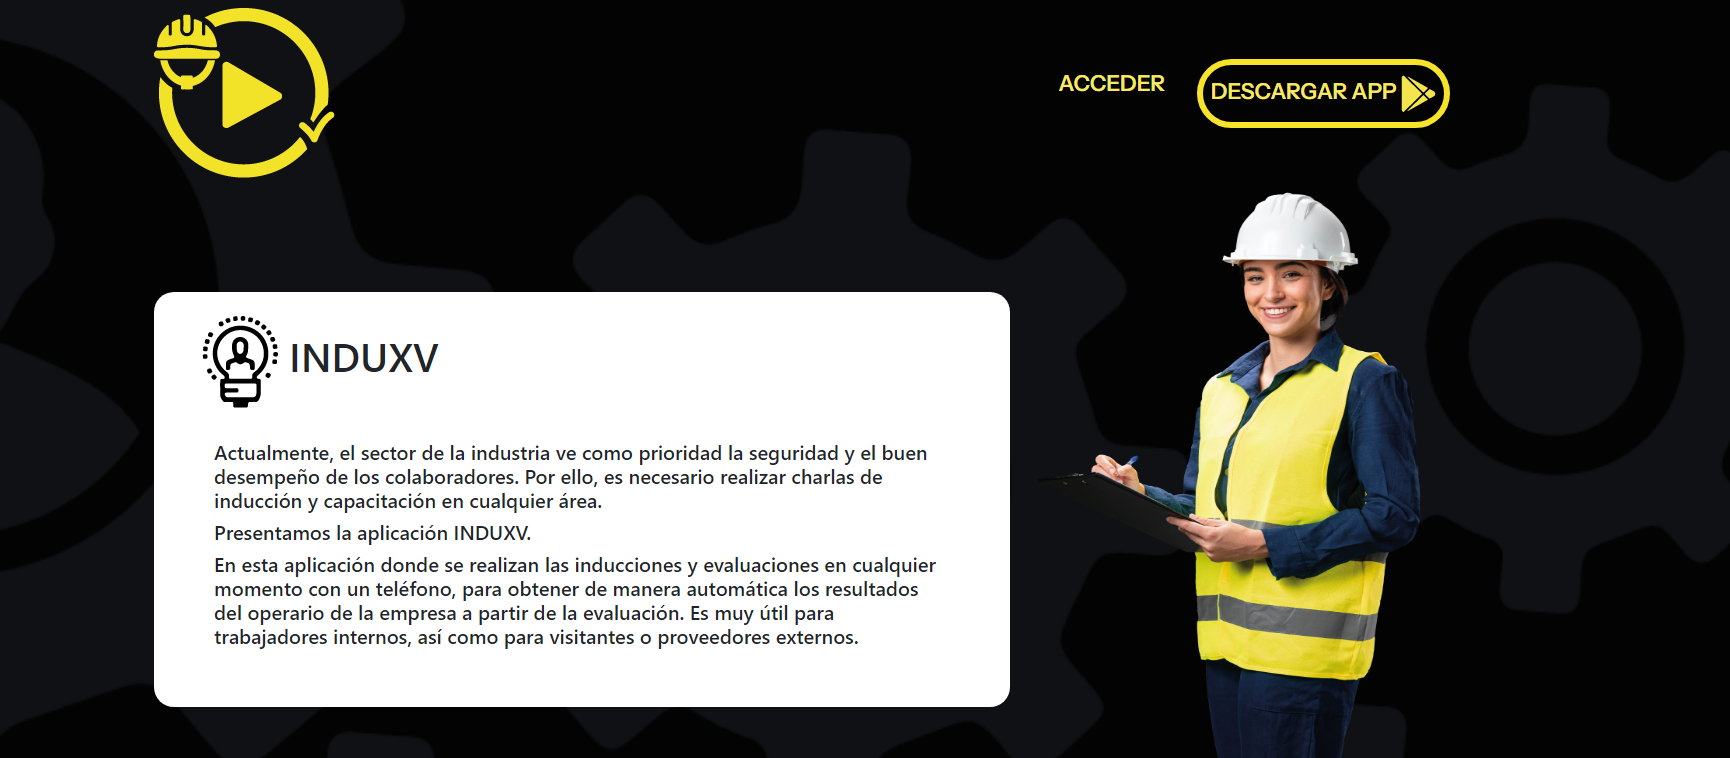 ACCEDER
DESCARGAR APP
INDUXV
Actualmente, el sector de la industria ve como prioridad la seguridad y el buen
desempeño de los colaboradores. Por ello, es necesario realizar charlas de
inducción y capacitación en cualquier área.
Presentamos la aplicación INDUXV.
En esta aplicación donde se realizan las inducciones y evaluaciones en cualquier
momento con un teléfono, para obtener de manera automática los resultados
del operario de la empresa a partir de la evaluación. Es muy útil para
trabajadores internos, así como para visitantes o proveedores externos.